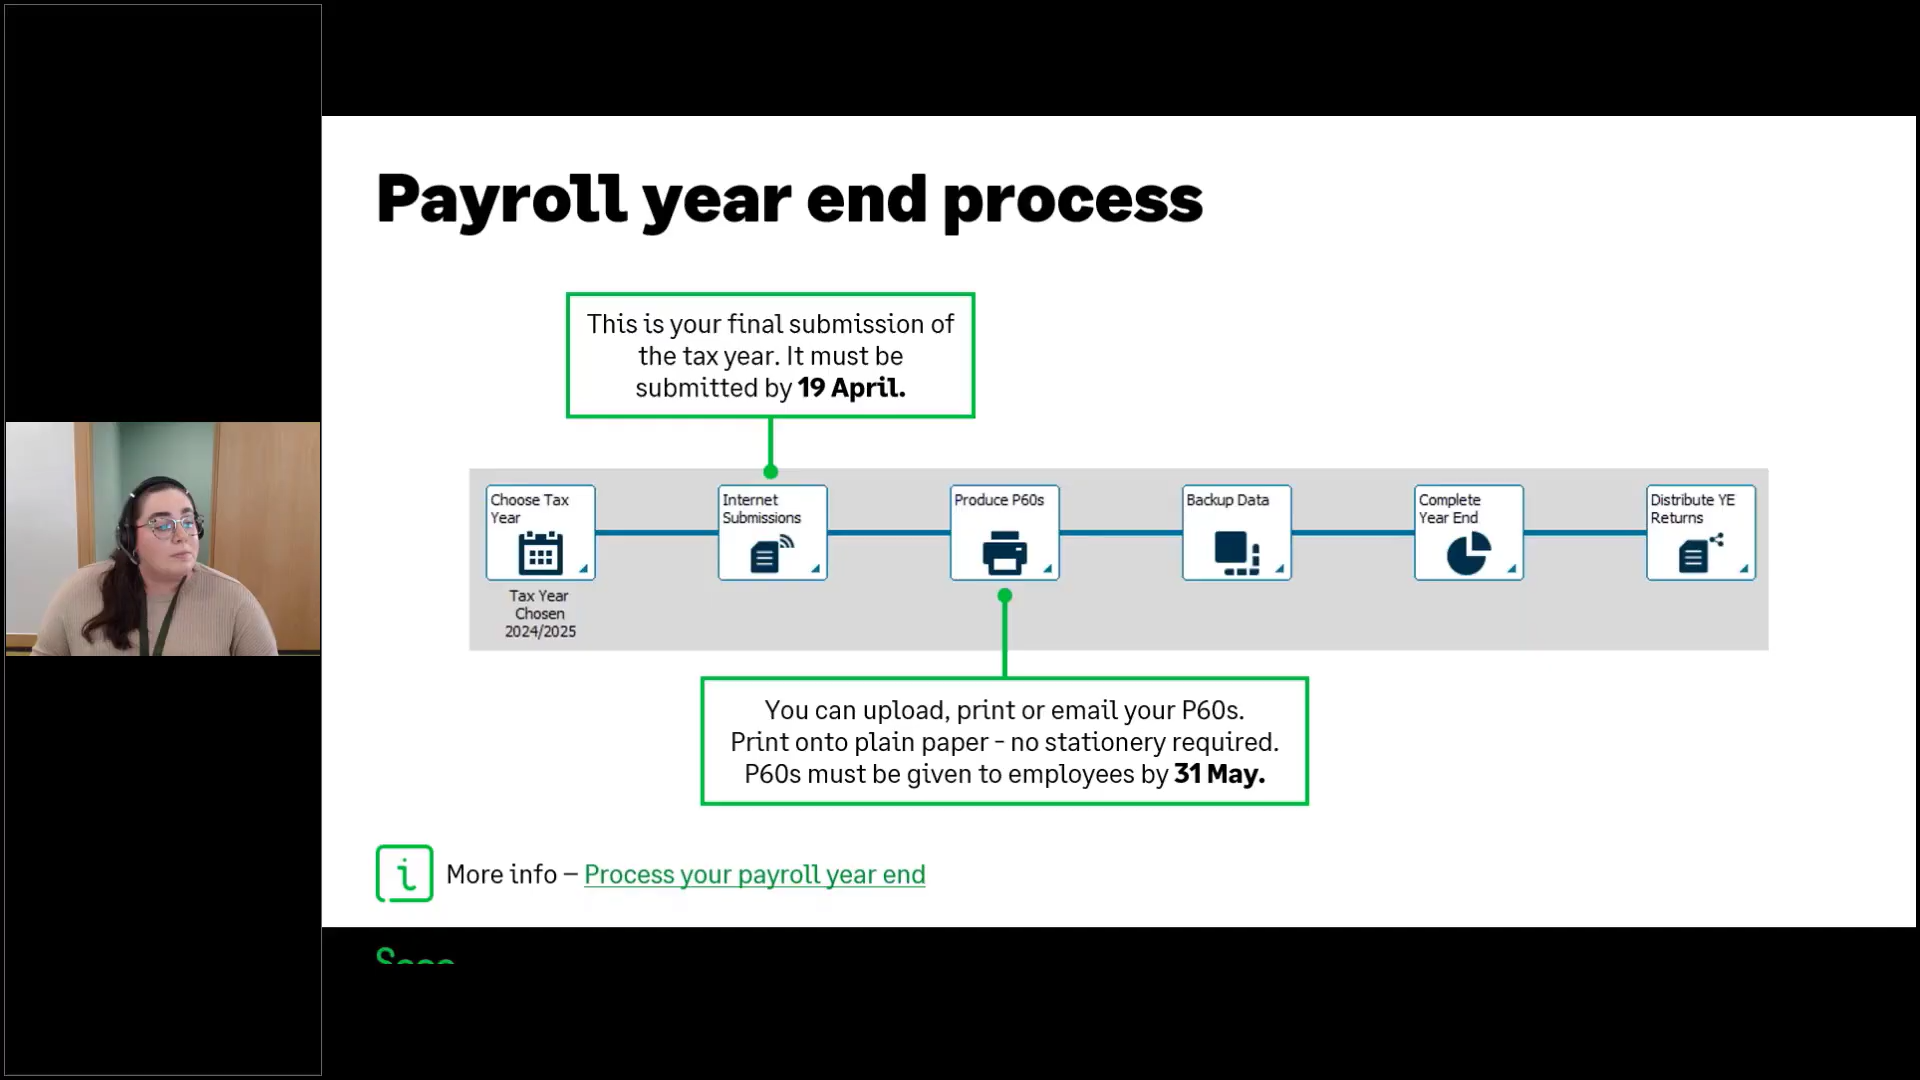 Payroll year end process
This is your final submission of
the tax year. It must be
submitted by 19 April.
Choose Tax
Year
Internet
Submissions
Produce P60s
Backup Data
Complete
Year End
Distribute YE
Returns
Tax Year
Chosen
2024/2025
You can upload, print or email your P60s.
Print onto plain paper - no stationery required.
P60s must be given to employees by 31 May.
More info – Process your payroll year end